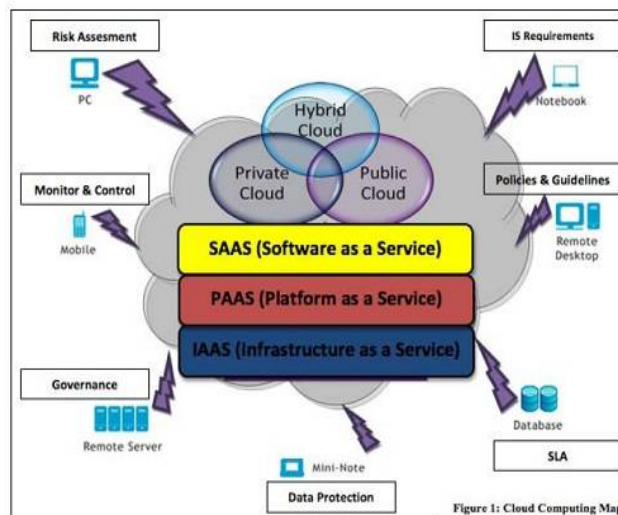 Risk Assesment
PC
IS Requirements
Notebook
Hybrid
Cloud
Private
Cloud
Public
Cloud
Monitor & Control
Mobile
Policies & Guidelines
Remote
Desktop
SAAS (Software as a Service)
PAAS (Platform as a Service)
IAAS (Infrastructure as a Service)
Governance
Remote Server
Database
SLA
Mini-Note
Data Protection
Figure 1: Cloud Computing Map